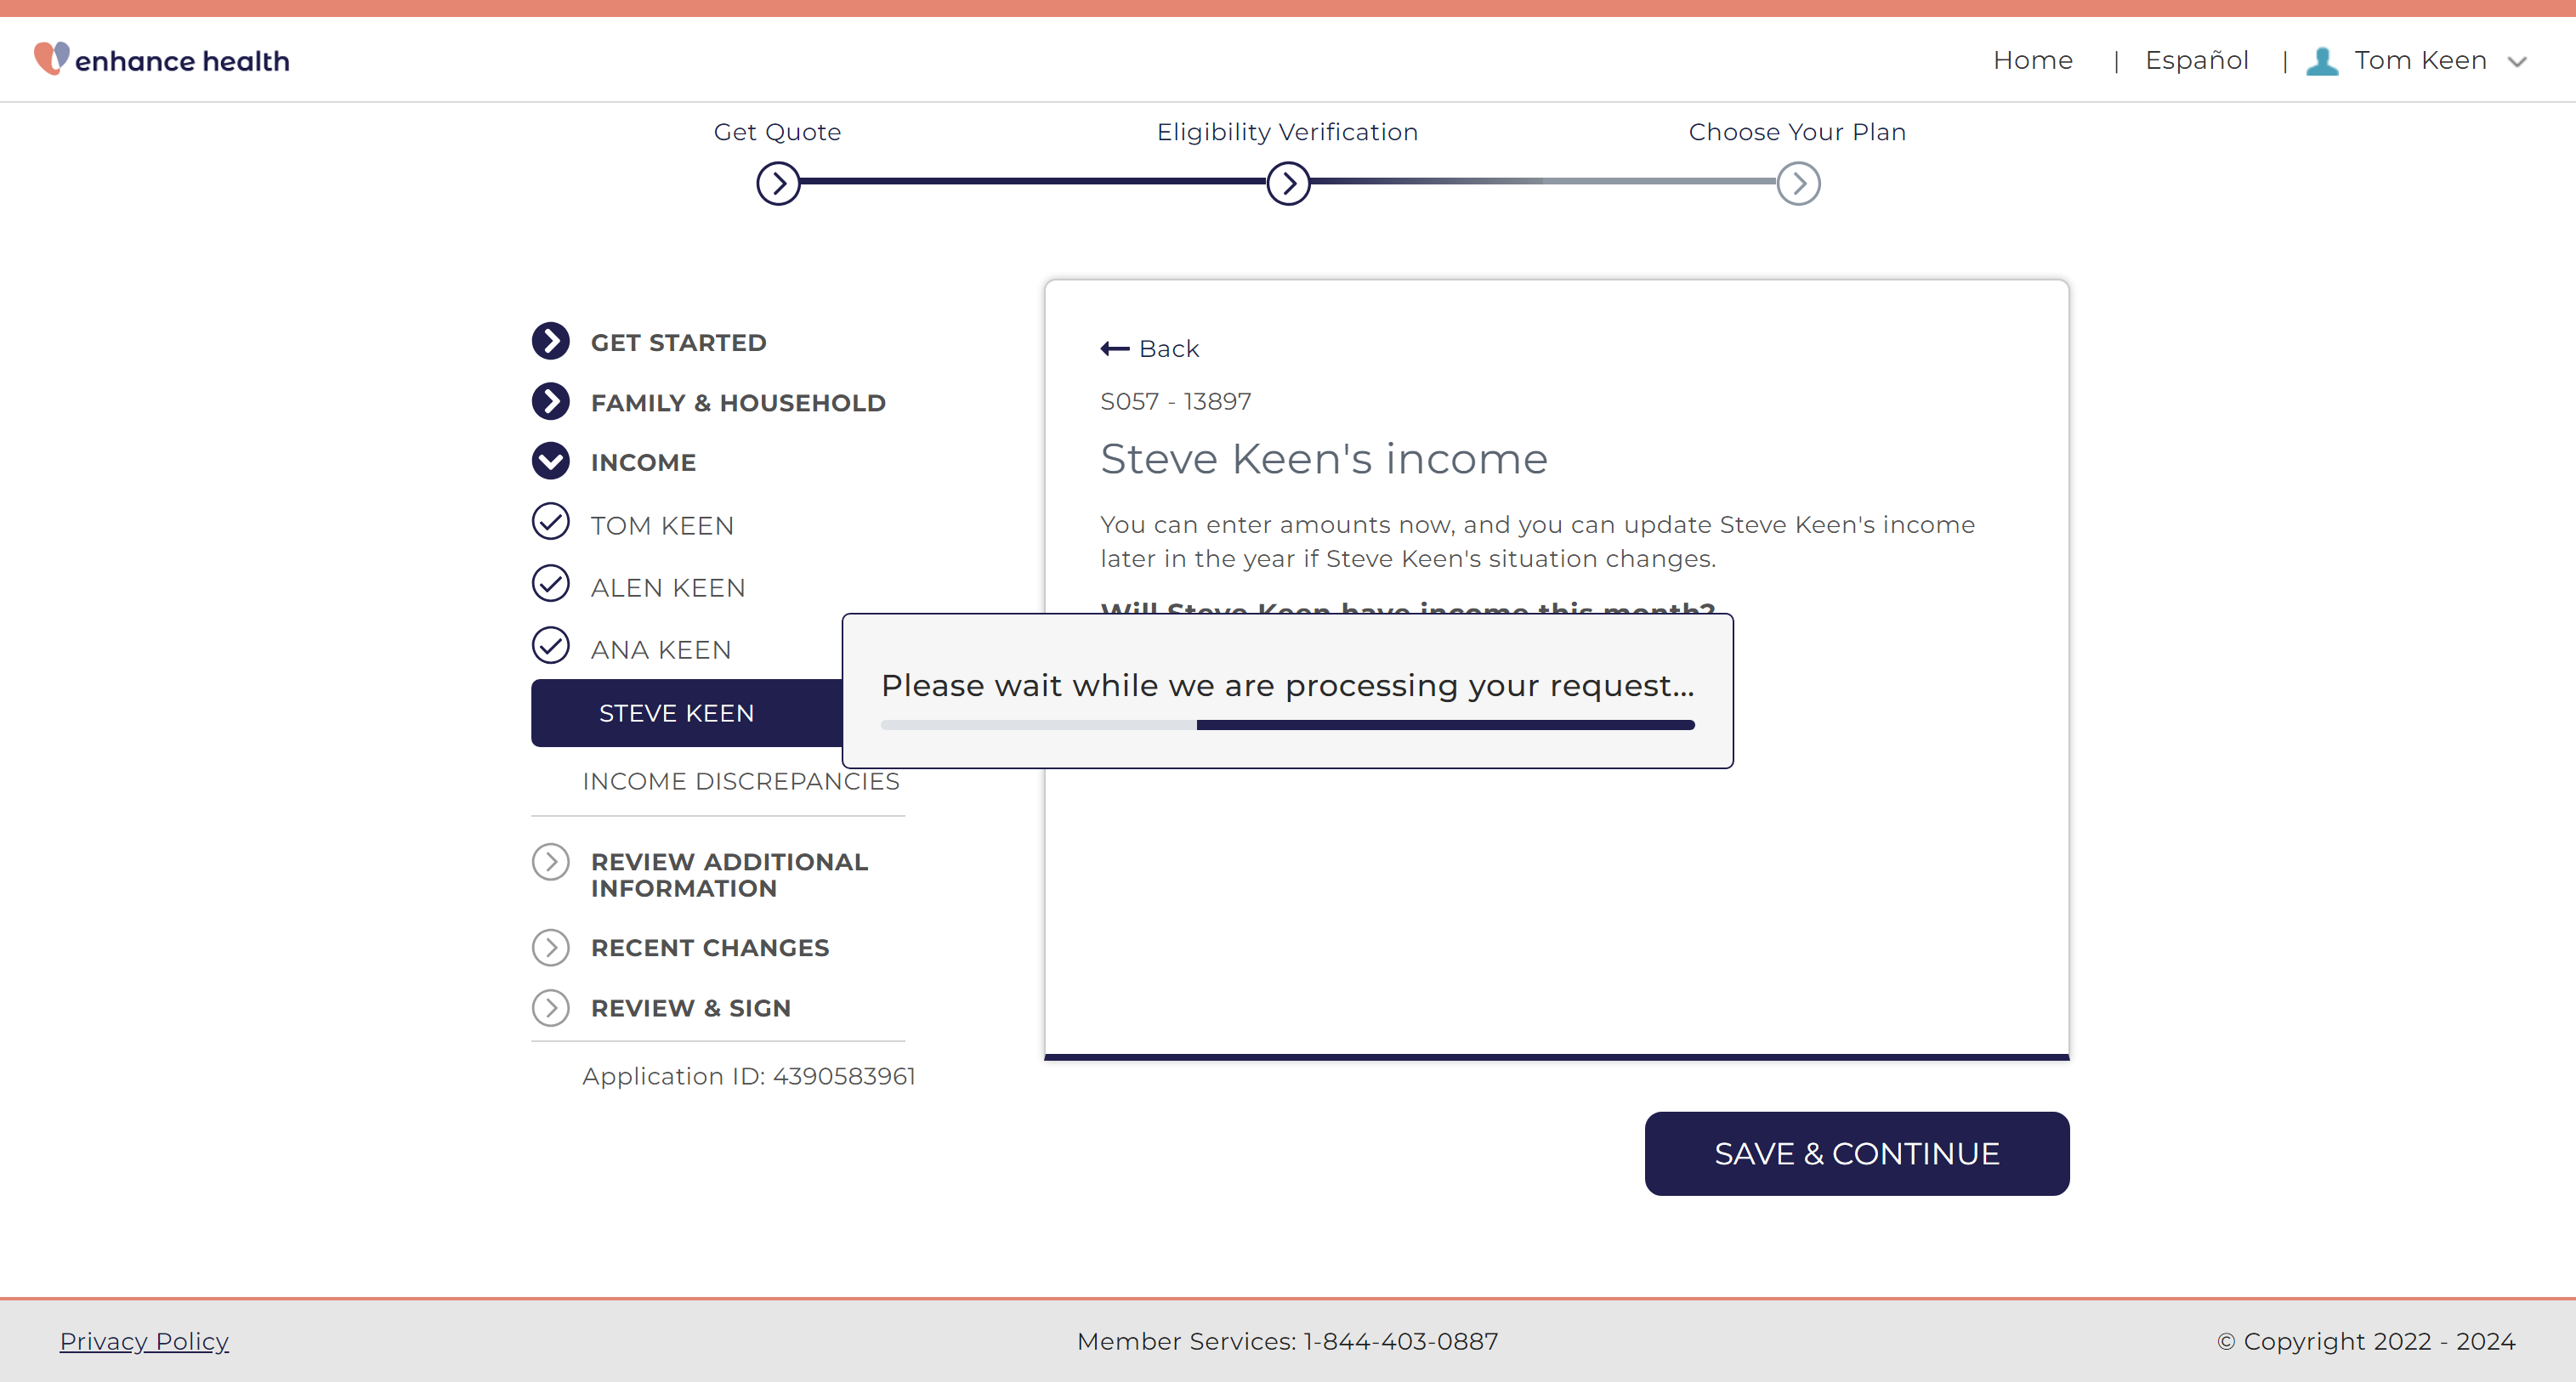 enhance health
Home | Español | Tom Keen
Get Quote
Eligibility Verification
Choose Your Plan
GET STARTED
FAMILY & HOUSEHOLD
INCOME
TOM KEEN
ALEN KEEN
ANA KEEN
STEVE KEEN
INCOME DISCREPANCIES
REVIEW ADDITIONAL
INFORMATION
RECENT CHANGES
REVIEW & SIGN
Application ID: 4390583961
Back
S057 - 13897
Steve Keen's income
You can enter amounts now, and you can update Steve Keen's income
later in the year if Steve Keen's situation changes.
Will Steve Keen have income this month?
Please wait while we are processing your request...
SAVE & CONTINUE
Privacy Policy
Member Services: 1-844-403-0887
© Copyright 2022 - 2024